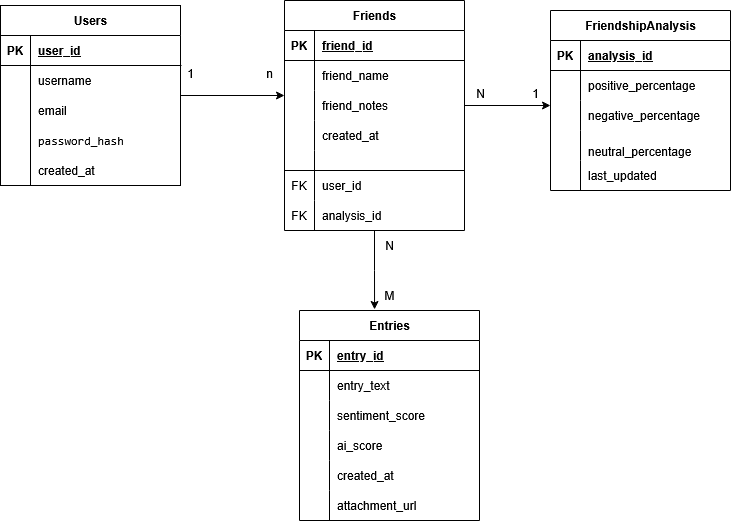 Users
PK user_id
username
email
password_hash
created_at
1
n
Friends
PK friend_id
friend_name
friend_notes
created_at
FK user_id
FK analysis_id
N
1
FriendshipAnalysis
PK analysis_id
positive_percentage
negative_percentage
neutral_percentage
last_updated
N
M
Entries
PK entry_id
entry_text
sentiment_score
ai_score
created_at
attachment_url